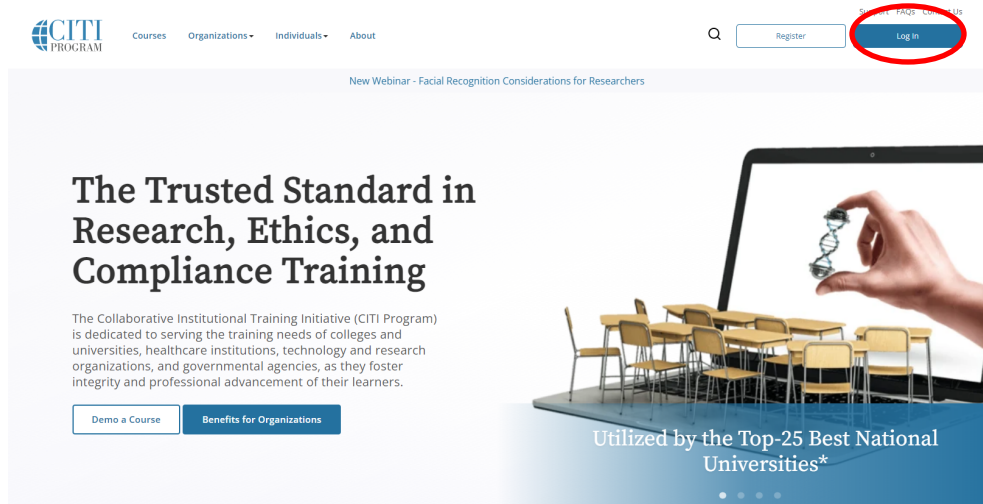 Support FAQs Contact Us
CITI
PROGRAM
Courses Organizations Individuals About
Register
Log In
New Webinar - Facial Recognition Considerations for Researchers
The Trusted Standard in
Research, Ethics, and
Compliance Training
The Collaborative Institutional Training Initiative (CITI Program)
is dedicated to serving the training needs of colleges and
universities, healthcare institutions, technology and research
organizations, and governmental agencies, as they foster
integrity and professional advancement of their learners.
Demo a Course
Benefits for Organizations
Utilized by the Top-25 Best National
Universities*